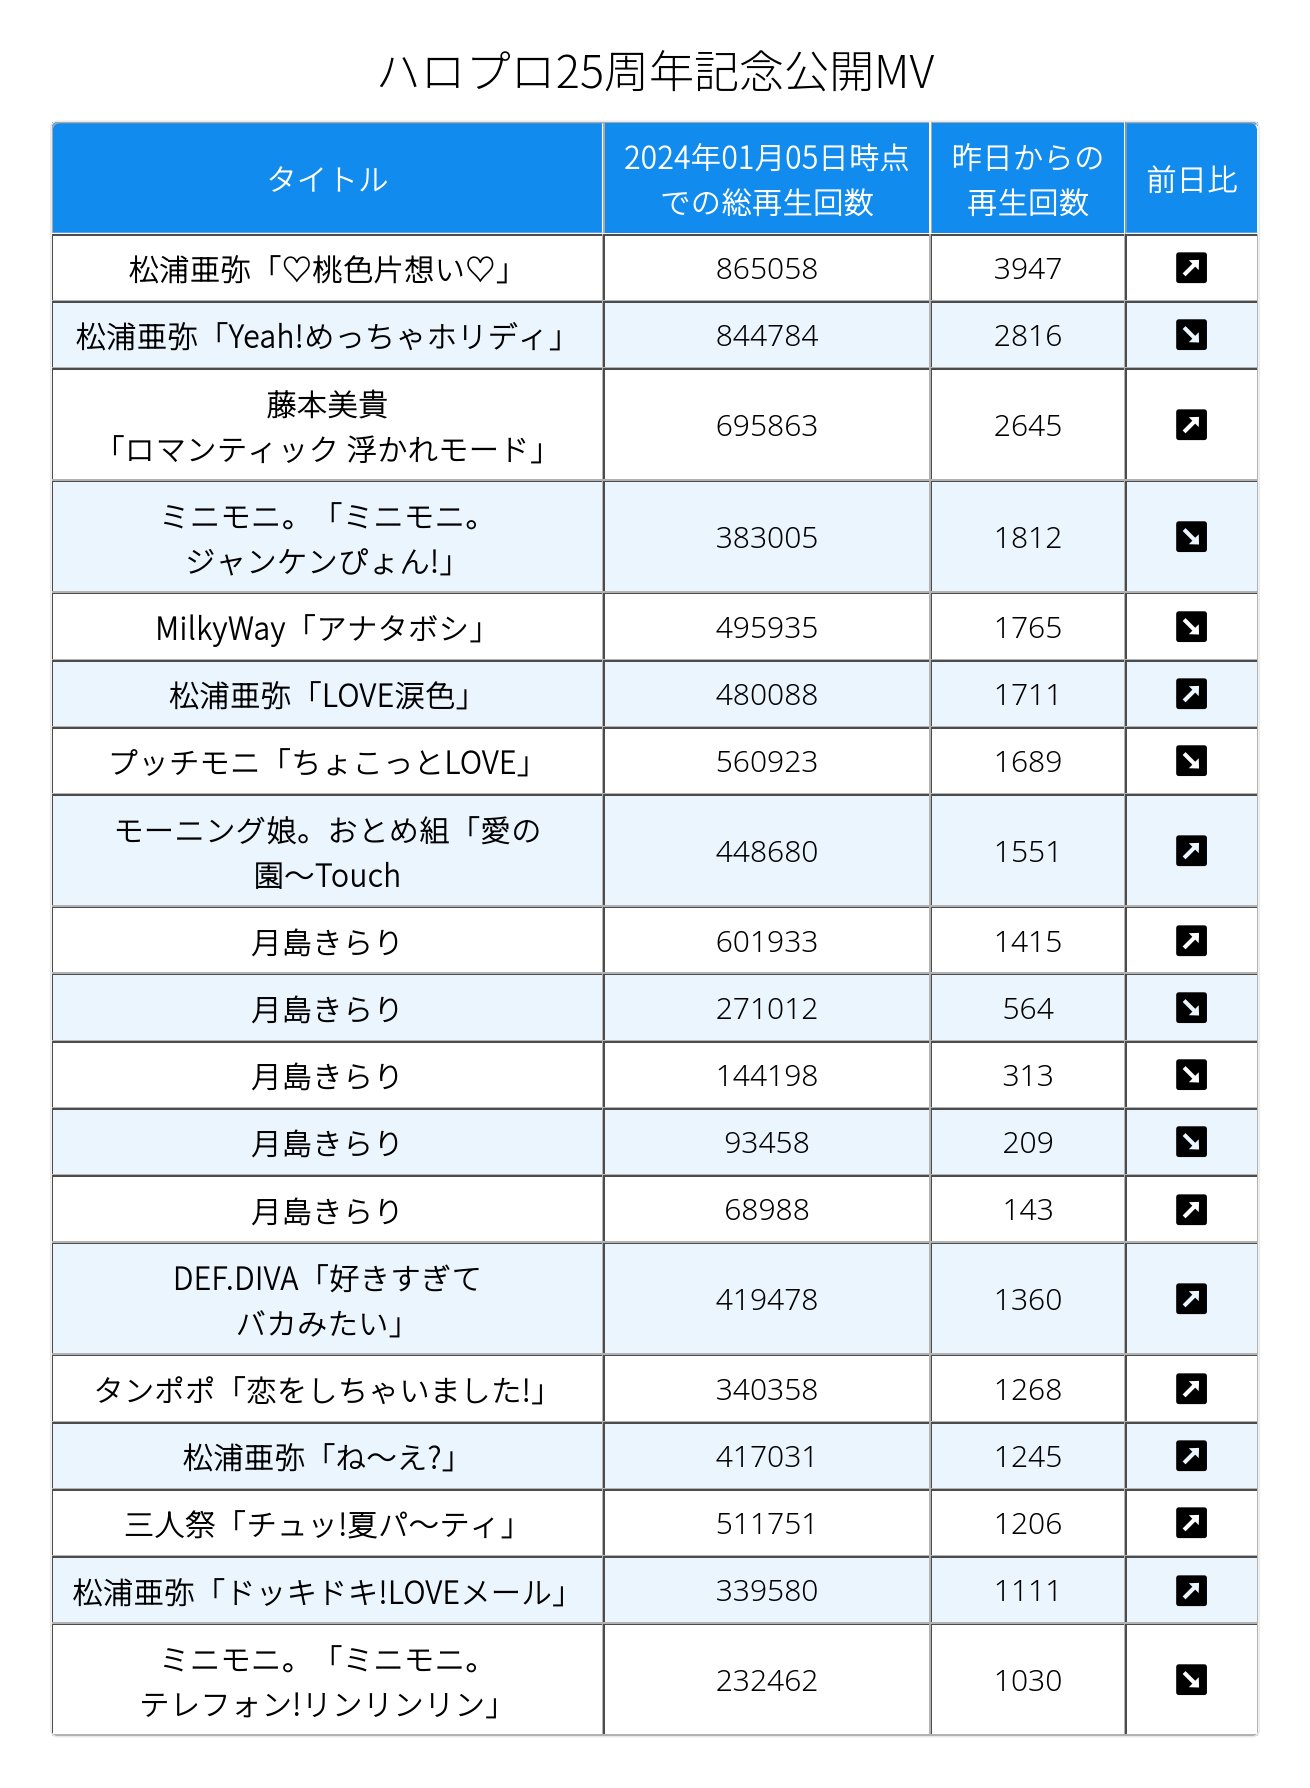 ハロプロ25周年記念公開MV
タイトル
2024年01月05日時点
での総再生回数
昨日からの
再生回数
前日比
松浦亜弥「♡桃色片想い♡」 865058 3947
松浦亜弥「Yeah!めっちゃホリディ」 844784 2816
藤本美貴
「ロマンティック 浮かれモード」 695863 2645
ミニモニ。「ミニモニ。
ジャンケンぴょん!」 383005 1812
MilkyWay「アナタボシ」 495935 1765
松浦亜弥「LOVE涙色」 480088 1711
プッチモニ「ちょこっとLOVE」 560923 1689
モーニング娘。おとめ組「愛の
園〜Touch 448680 1551
月島きらり 601933 1415
月島きらり 271012 564
月島きらり 144198 313
月島きらり 93458 209
月島きらり 68988 143
DEF.DIVA「好きすぎて
バカみたい」 419478 1360
タンポポ「恋をしちゃいました!」 340358 1268
松浦亜弥「ね〜え?」 417031 1245
三人祭「チュッ!夏パ〜ティ」 511751 1206
松浦亜弥「ドッキドキ!LOVEメール」 339580 1111
ミニモニ。「ミニモニ。
テレフォン!リンリンリン」 232462 1030